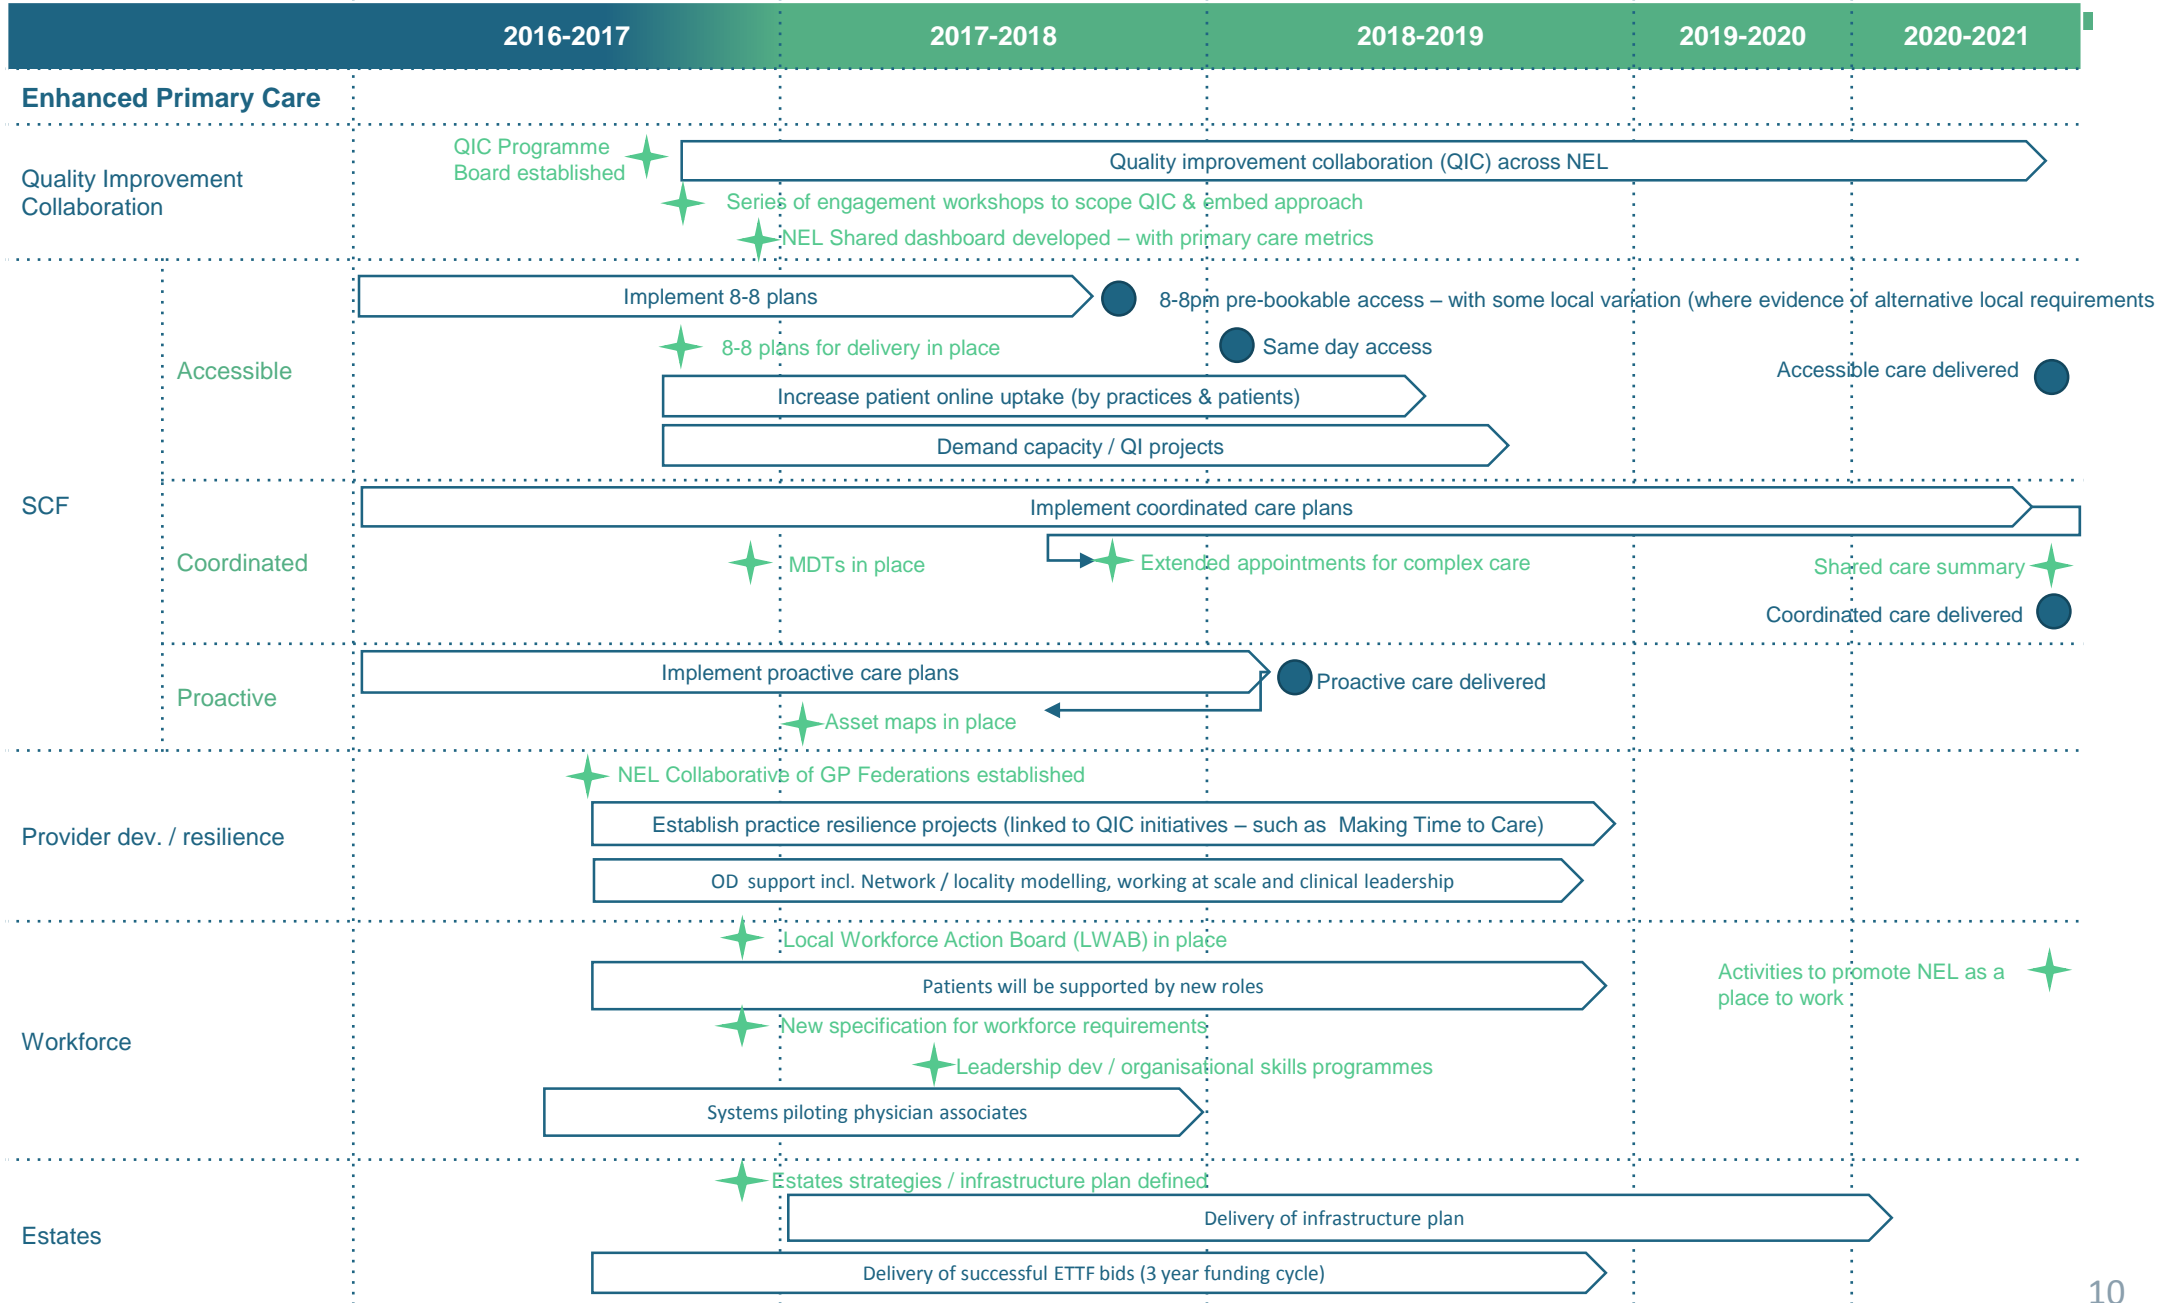 2016-2017
2017-2018
2018-2019
2019-2020
2020-2021
Enhanced Primary Care
Quality Improvement
Collaboration
QIC Programme
Board established
Quality improvement collaboration (QIC) across NEL
Series of engagement workshops to scope QIC & embed approach
NEL Shared dashboard developed – with primary care metrics
SCF
Accessible
Implement 8-8 plans
8-8pm pre-bookable access – with some local variation (where evidence of alternative local requirements
8-8 plans for delivery in place
Same day access
Accessible care delivered
Increase patient online uptake (by practices & patients)
Demand capacity / QI projects
Coordinated
Implement coordinated care plans
MDTs in place
Extended appointments for complex care
Shared care summary
Coordinated care delivered
Proactive
Implement proactive care plans
Proactive care delivered
Asset maps in place
Provider dev. / resilience
NEL Collaborative of GP Federations established
Establish practice resilience projects (linked to QIC initiatives – such as Making Time to Care)
OD support incl. Network / locality modelling, working at scale and clinical leadership
Workforce
Local Workforce Action Board (LWAB) in place
Patients will be supported by new roles
Activities to promote NEL as a
place to work
New specification for workforce requirements
Leadership dev / organisational skills programmes
Systems piloting physician associates
Estates
Estates strategies / infrastructure plan defined
Delivery of infrastructure plan
Delivery of successful ETTF bids (3 year funding cycle)
10